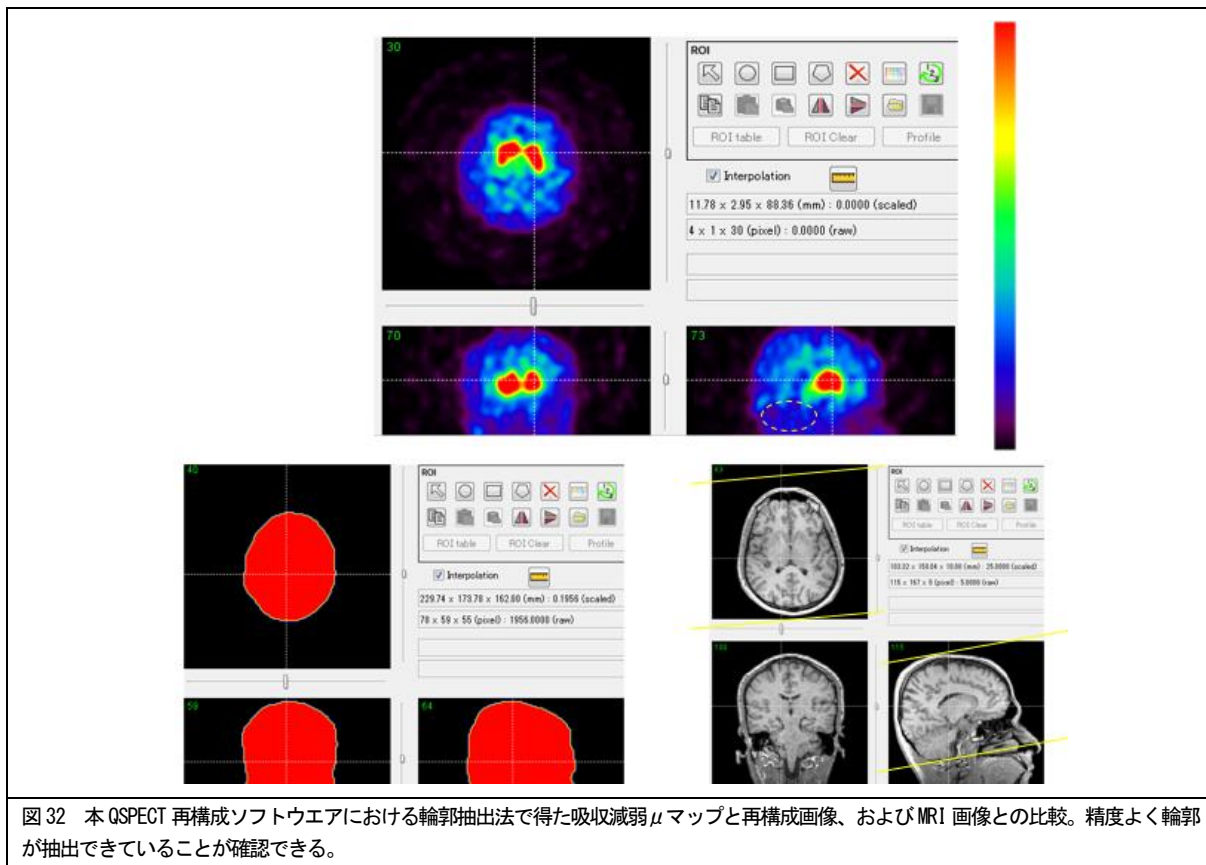 30
ROI
ROI table
ROI Clear
Profile
Interpolation
11.78 x 2.95 x 88.36 (mm) : 0.0000 (scaled)
4 x 1 x 30 (pixel) : 0.0000 (raw)
70
73
40
ROI
ROI table
ROI Clear
Profile
Interpolation
229.74 x 173.78 x 162.00 (mm) : 0.1956 (scaled)
78 x 59 x 55 (pixel) : 1956.0000 (raw)
59
64
ROI
ROI table
ROI Clear
Profile
Interpolation
図 32 本 QSPECT 再構成ソフトウエアにおける輪郭抽出法で得た吸収減弱μマップと再構成画像、および MRI 画像との比較。精度よく輪郭
が抽出できていることが確認できる。